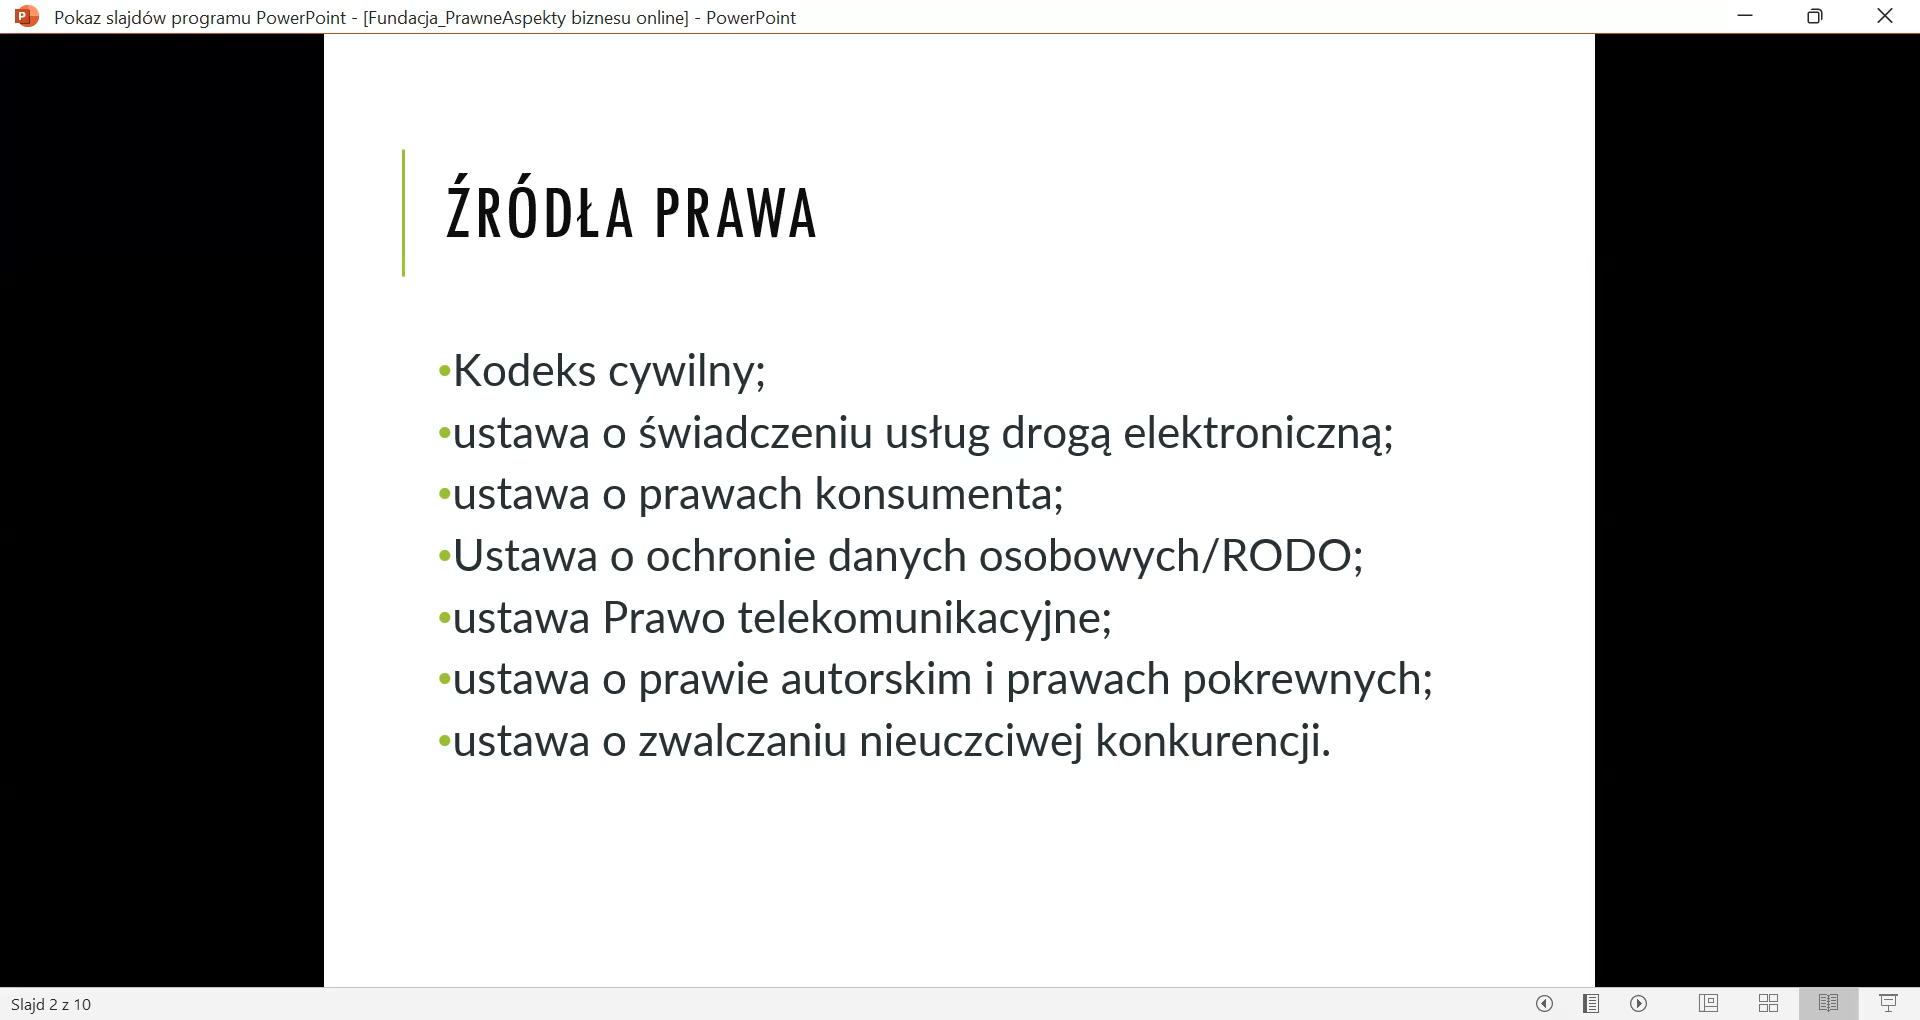 Pokaz slajdów programu PowerPoint - [Fundacja_PrawneAspekty biznesu online] - PowerPoint
ŹRÓDŁA PRAWA
•Kodeks cywilny;
•ustawa o świadczeniu usług drogą elektroniczną;
•ustawa o prawach konsumenta;
•Ustawa o ochronie danych osobowych/RODO;
•ustawa Prawo telekomunikacyjne;
•ustawa o prawie autorskim i prawach pokrewnych;
•ustawa o zwalczaniu nieuczciwej konkurencji.
Slajd 2 z 10